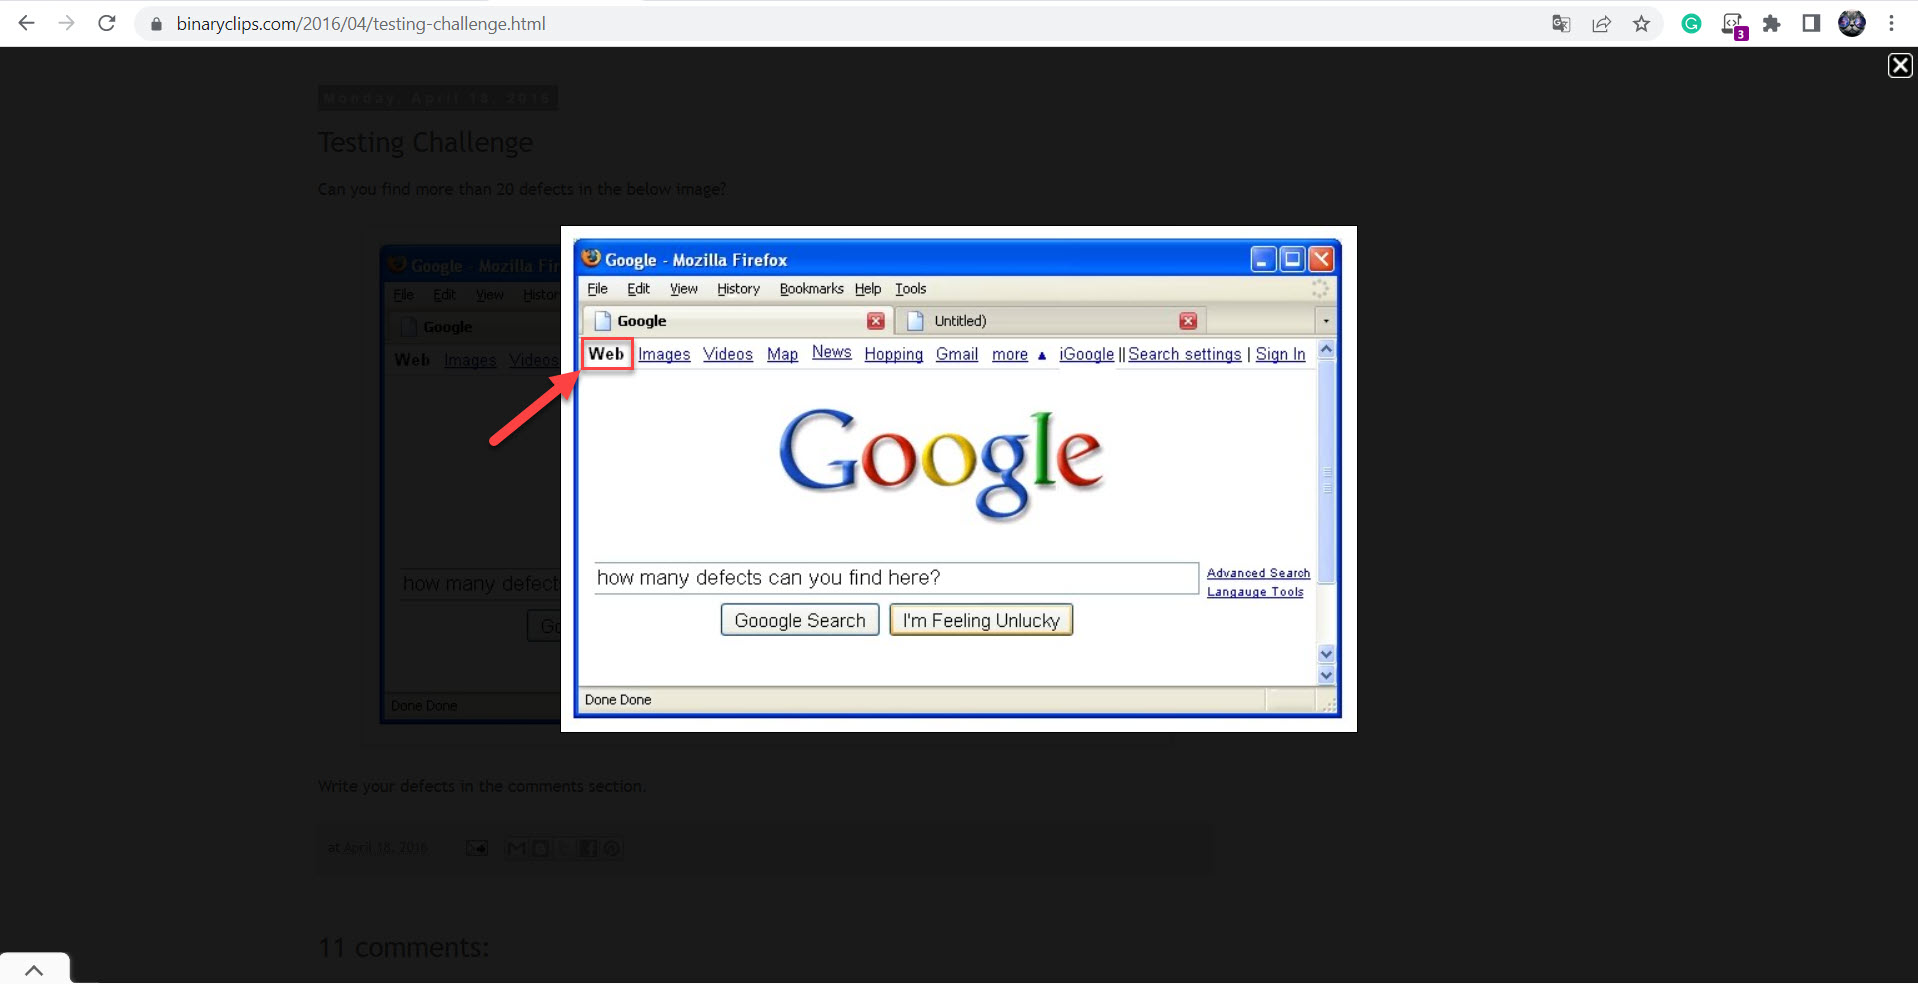 binaryclips.com/2016/04/testing-challenge.html
3
Monday, April 18, 2016
Testing Challenge
Can you find more than 20 defects in the below image?
Google - Mozilla Fir
File Edit View Histor
Google
Web Images Videos
how many defect
Go
Done Done
Google - Mozilla Firefox
File Edit View History Bookmarks Help Tools
Google Untitled)
Web Images Videos Map News Hopping Gmail more ▲ iGoogle || Search settings | Sign In
Google
how many defects can you find here?
Advanced Search
Langauge Tools
Gooogle Search I'm Feeling Unlucky
Done Done
Write your defects in the comments section.
at April 18, 2016
11 comments: